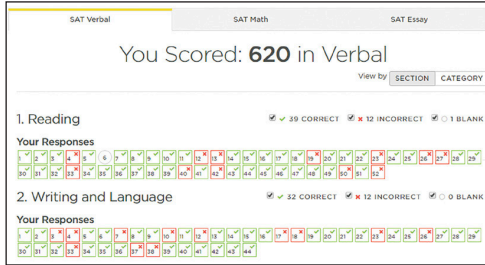 SAT Verbal SAT Math SAT Essay
You Scored: 620 in Verbal
View by SECTION CATEGORY
1. Reading 39 CORRECT 12 INCORRECT 1 BLANK
Your Responses
1 2 3 4 5 6 7 8 9 10 11 12 13 14 15 16 17 18 19 20 21 22 23 24 25 26 27 28 29
30 31 32 33 34 35 36 37 38 39 40 41 42 43 44 45 46 47 48 49 50 51 52
2. Writing and Language 32 CORRECT 12 INCORRECT 0 BLANK
Your Responses
1 2 3 4 5 6 7 8 9 10 11 12 13 14 15 16 17 18 19 20 21 22 23 24 25 26 27 28 29
30 31 32 33 34 35 36 37 38 39 40 41 42 43 44